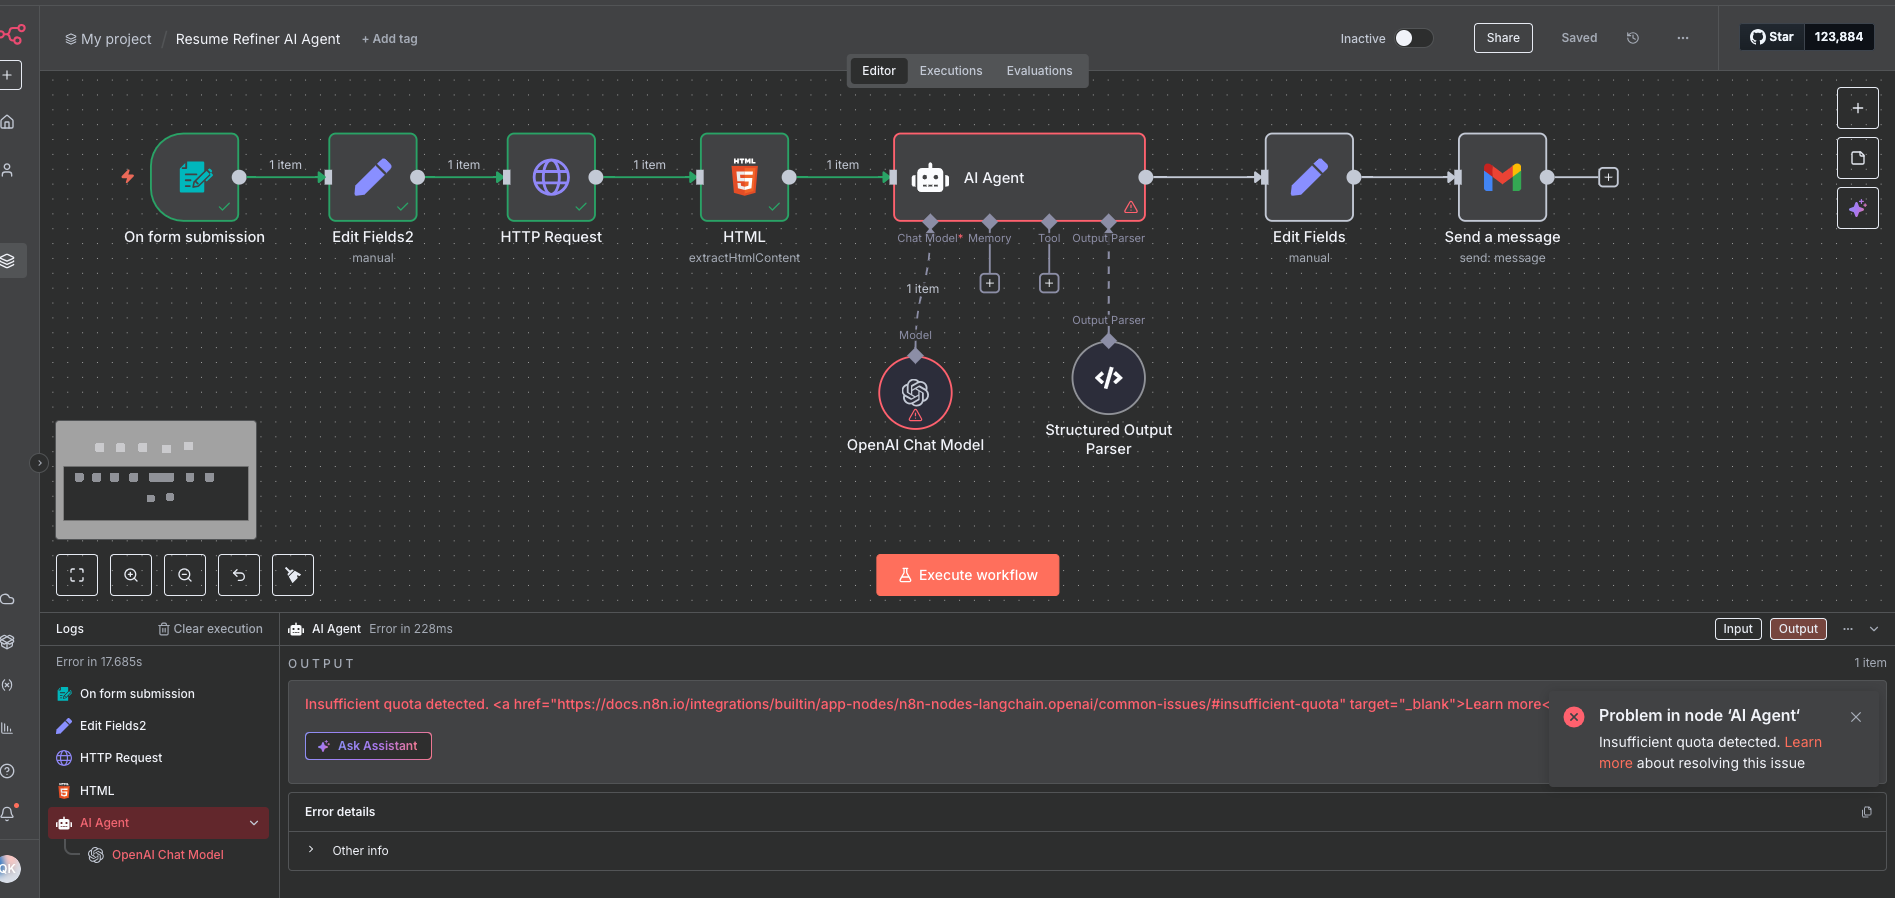 My project / Resume Refiner AI Agent + Add tag
Inactive Share Saved ... Star 123,884
Editor Executions Evaluations
1 item 1 item 1 item 1 item
HTML
5
AI Agent
On form submission Edit Fields2 HTTP Request HTML
manual extractHtmlContent
Chat Model* Memory Tool Output Parser
Edit Fields Send a message
manual send: message
1 item
Output Parser
Model
OpenAI Chat Model
Structured Output
Parser
Execute workflow
Logs Clear execution
AI Agent Error in 228ms
Input Output ...
Error in 17.685s
OUTPUT
1 item
On form submission
Edit Fields2
HTTP Request
HTML
AI Agent
OpenAI Chat Model
Insufficient quota detected. <a href="https://docs.n8n.io/integrations/builtin/app-nodes/n8n-nodes-langchain.openai/common-issues/#insufficient-quota" target="_blank">Learn more<
Ask Assistant
Problem in node ‘AI Agent‘
Insufficient quota detected. Learn
more about resolving this issue
Error details
Other info
QK